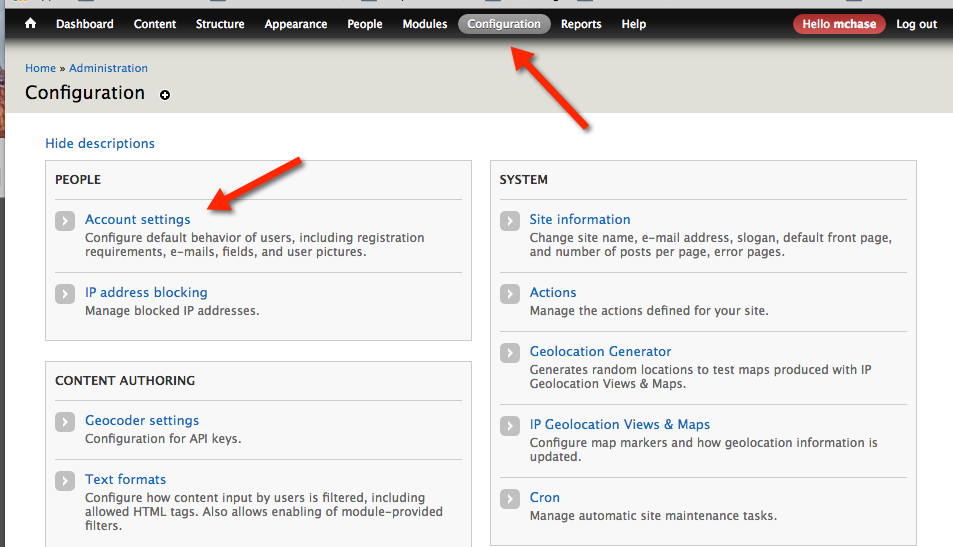 Dashboard Content Structure Appearance People Modules Configuration Reports Help Hello mchase Log out
Home » Administration
Configuration
Hide descriptions
PEOPLE
Account settings
Configure default behavior of users, including registration
requirements, e-mails, fields, and user pictures.
IP address blocking
Manage blocked IP addresses.
CONTENT AUTHORING
Geocoder settings
Configuration for API keys.
Text formats
Configure how content input by users is filtered, including
allowed HTML tags. Also allows enabling of module-provided
filters.
SYSTEM
Site information
Change site name, e-mail address, slogan, default front page,
and number of posts per page, error pages.
Actions
Manage the actions defined for your site.
Geolocation Generator
Generates random locations to test maps produced with IP
Geolocation Views & Maps.
IP Geolocation Views & Maps
Configure map markers and how geolocation information is
updated.
Cron
Manage automatic site maintenance tasks.